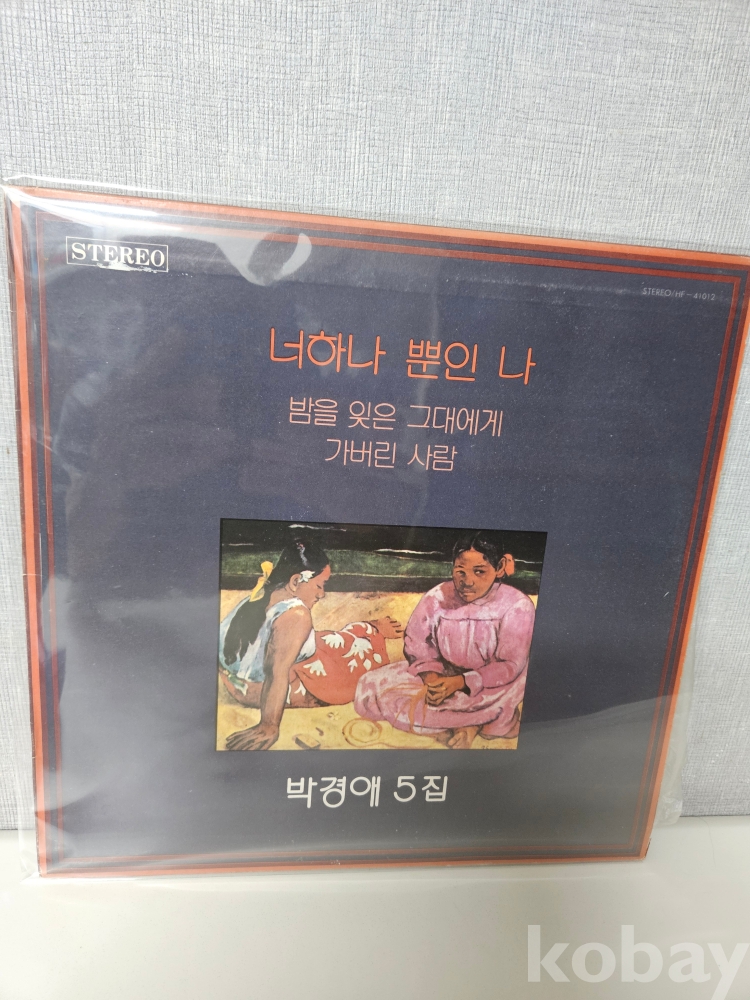 STEREO
STEREO/HF-41012
너하나 뿐인 나
밤을 잊은 그대에게
가버린 사람
박경애 5집
kobay